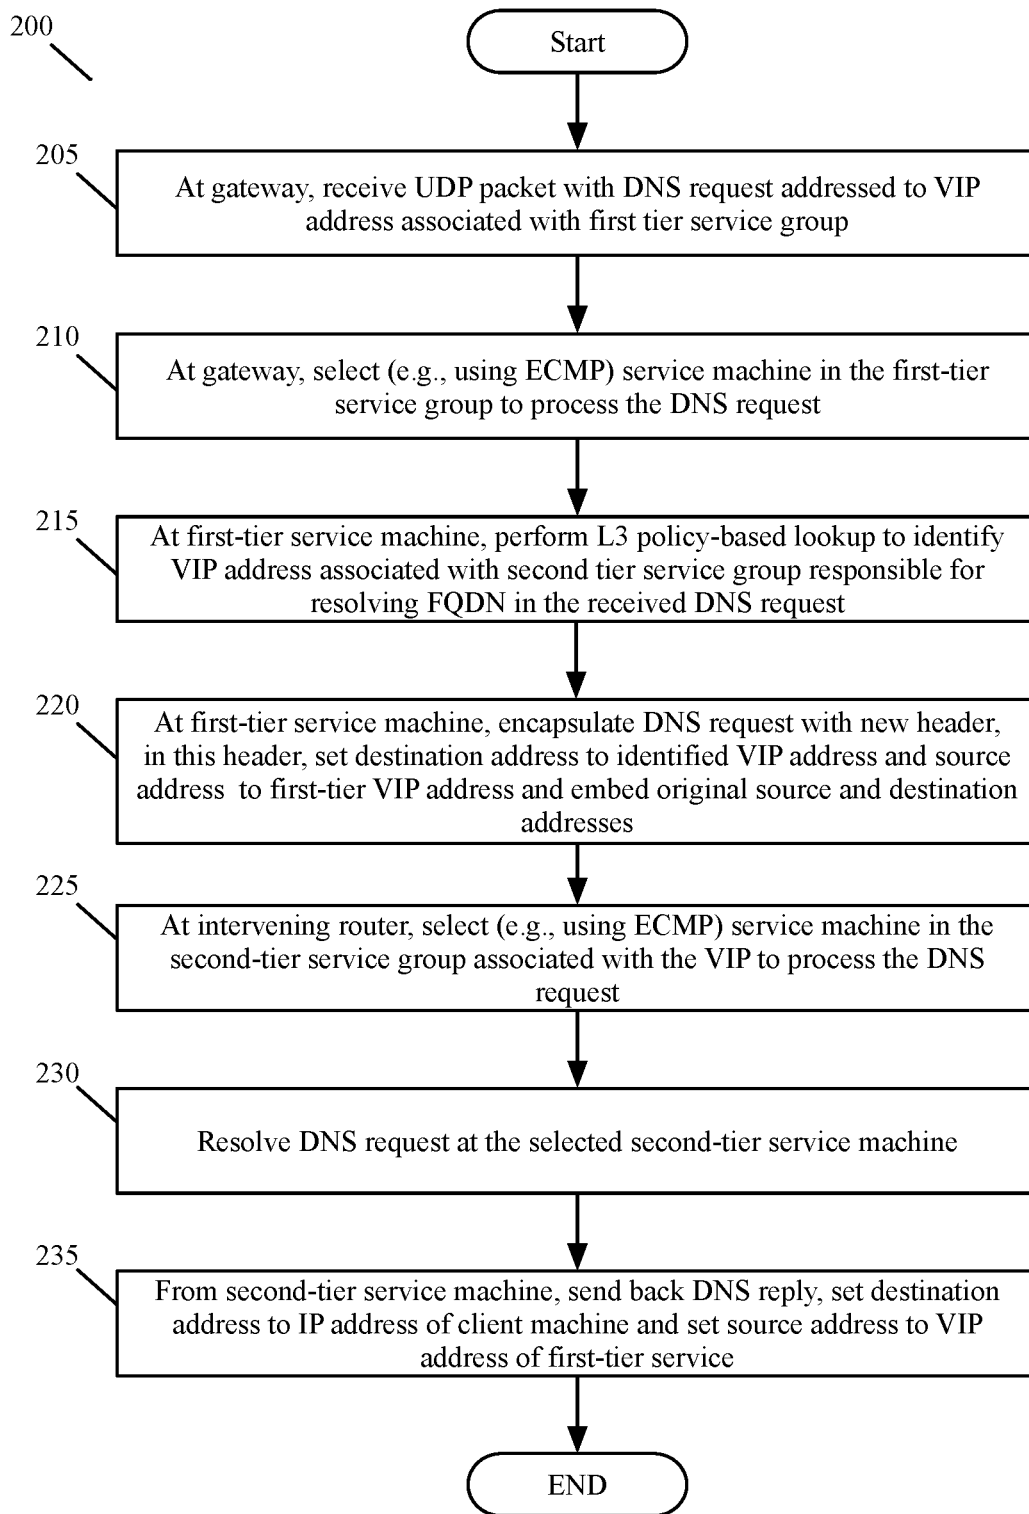 200
Start
205
At gateway, receive UDP packet with DNS request addressed to VIP
address associated with first tier service group
210
At gateway, select (e.g., using ECMP) service machine in the first-tier
service group to process the DNS request
215
At first-tier service machine, perform L3 policy-based lookup to identify
VIP address associated with second tier service group responsible for
resolving FQDN in the received DNS request
220
At first-tier service machine, encapsulate DNS request with new header,
in this header, set destination address to identified VIP address and source
address to first-tier VIP address and embed original source and destination
addresses
225
At intervening router, select (e.g., using ECMP) service machine in the
second-tier service group associated with the VIP to process the DNS
request
230
Resolve DNS request at the selected second-tier service machine
235
From second-tier service machine, send back DNS reply, set destination
address to IP address of client machine and set source address to VIP
address of first-tier service
END